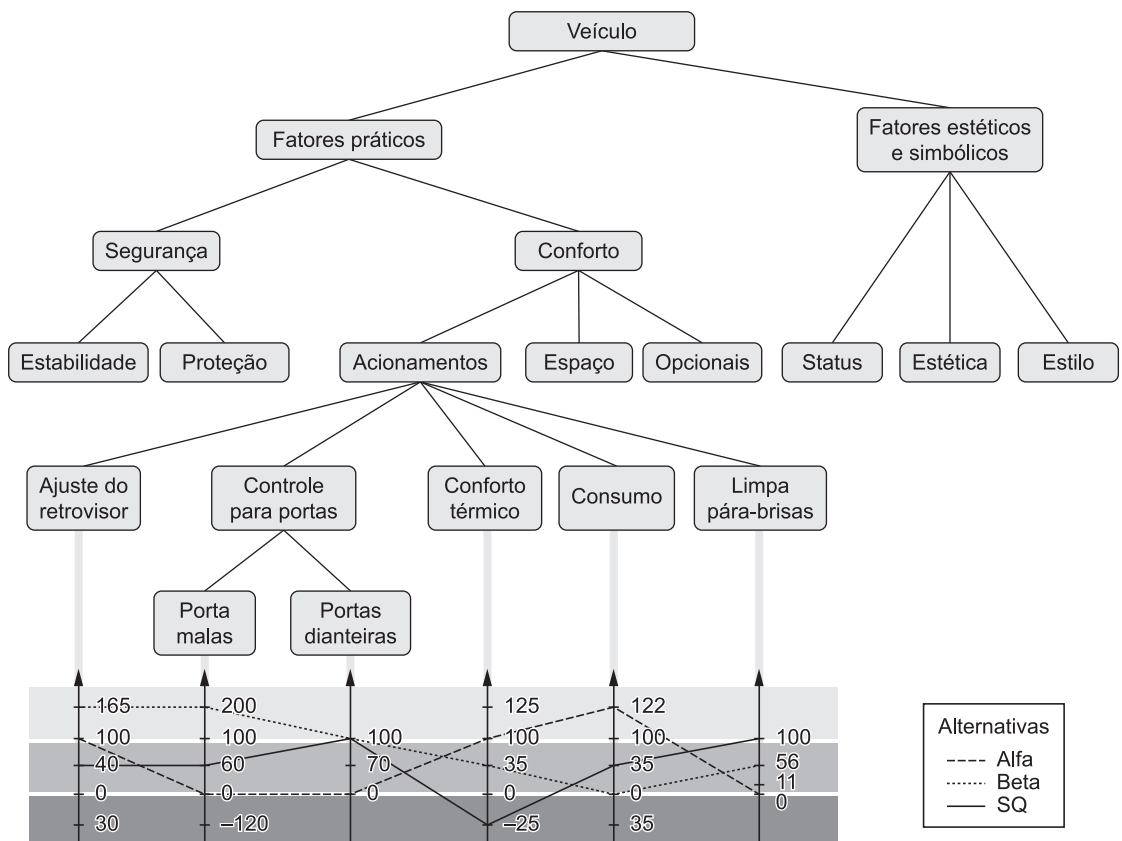 Veículo
Fatores práticos
Fatores estéticos
e simbólicos
Segurança
Conforto
Estabilidade
Proteção
Acionamentos
Espaço
Opcionais
Status
Estética
Estilo
Ajuste do
retrovisor
Controle
para portas
Conforto
térmico
Consumo
Limpa
pára-brisas
Porta
malas
Portas
dianteiras
165
100
40
0
30
200
100
60
0
–120
100
70
0
125
100
35
0
–25
122
100
35
0
35
100
56
11
0
Alternativas
Alfa
Beta
SQ